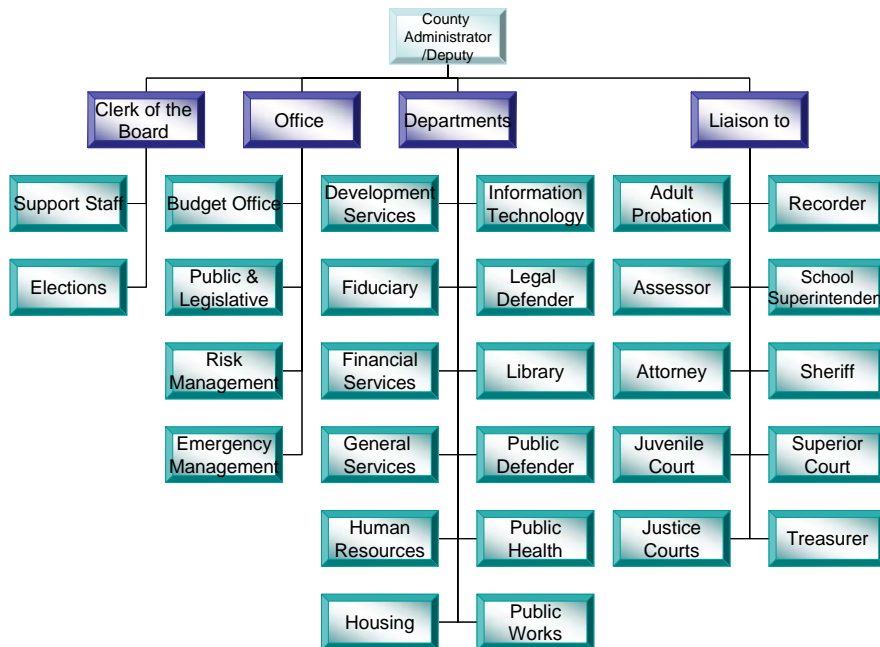 County
Administrator
/Deputy
Clerk of the
Board
Office
Departments
Liaison to
Support Staff
Elections
Budget Office
Public &
Legislative
Risk
Management
Emergency
Management
Development
Services
Information
Technology
Fiduciary
Legal
Defender
Financial
Services
Library
General
Services
Public
Defender
Human
Resources
Public
Health
Housing
Public
Works
Adult
Probation
Recorder
Assessor
School
Superintendent
Attorney
Sheriff
Juvenile
Court
Superior
Court
Justice
Courts
Treasurer